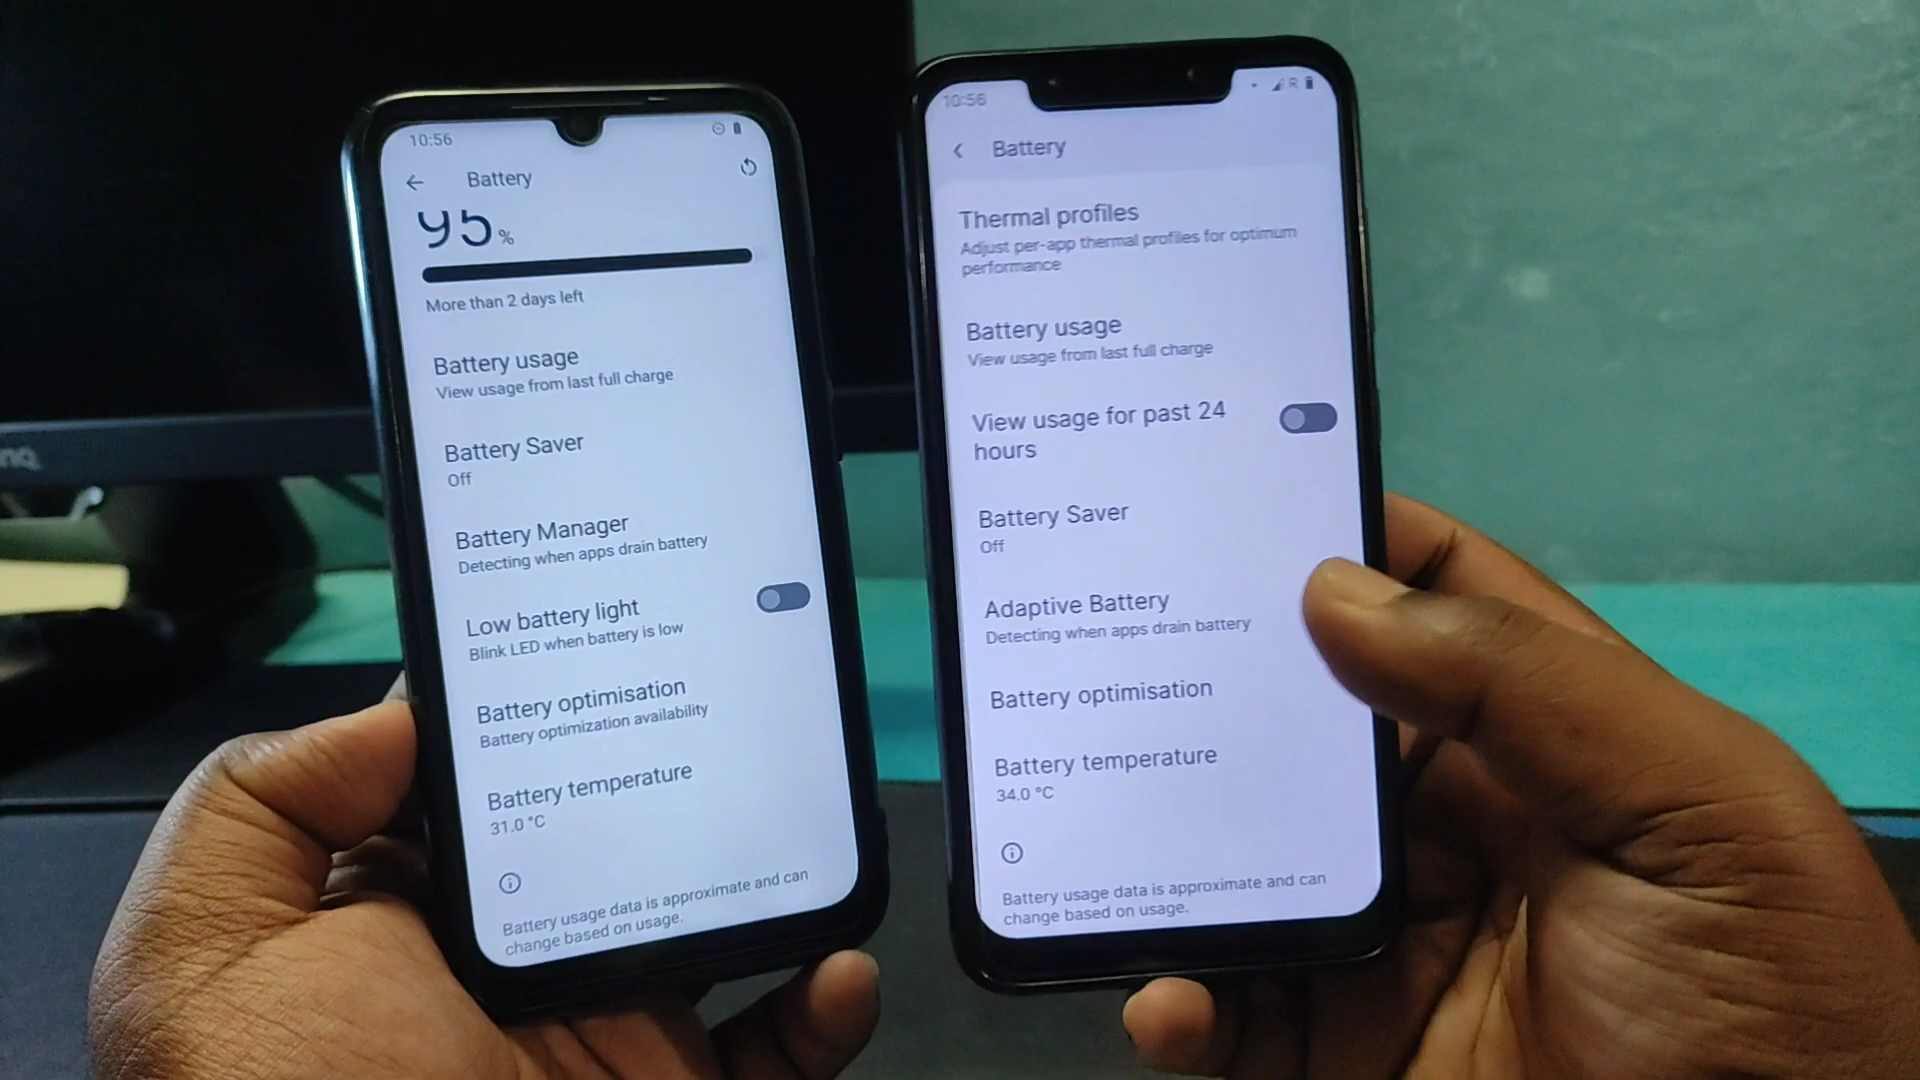 10:56
Battery
95%
More than 2 days left
Battery usage
View usage from last full charge
Battery Saver
Off
Battery Manager
Detecting when apps drain battery
Low battery light
Blink LED when battery is low
Battery optimisation
Battery optimization availability
Battery temperature
31.0 °C
Battery usage data is approximate and can
change based on usage.
10:56
R
Battery
Thermal profiles
Adjust per-app thermal profiles for optimum
performance
Battery usage
View usage from last full charge
View usage for past 24
hours
Battery Saver
Off
Adaptive Battery
Detecting when apps drain battery
Battery optimisation
Battery temperature
34.0 °C
Battery usage data is approximate and can
change based on usage.